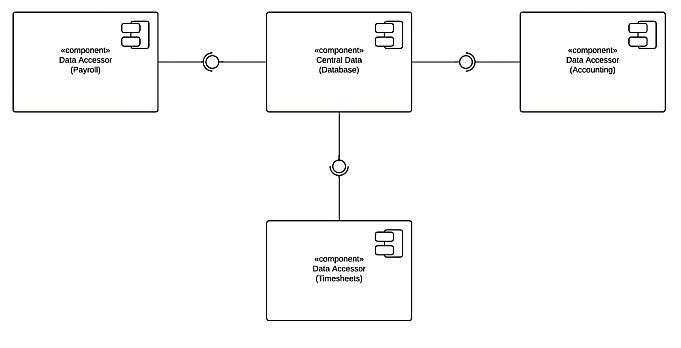 «component»
Data Accessor
(Payroll)
«component»
Central Data
(Database)
«component»
Data Accessor
(Accounting)
«component»
Data Accessor
(Timesheets)